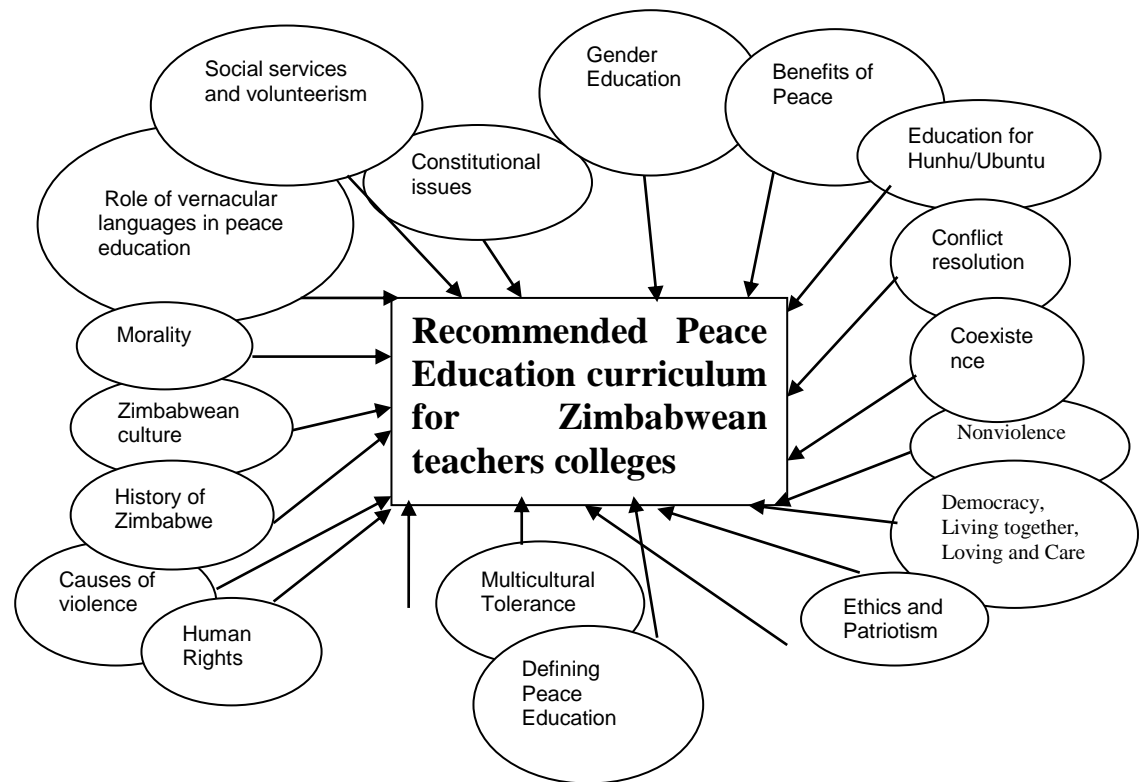 Social services
and volunteerism
Gender
Education
Benefits of
Peace
Education for
Hunhu/Ubuntu
Constitutional
issues
Role of vernacular
languages in peace
education
Conflict
resolution
Morality
Recommended Peace
Education curriculum
for Zimbabwean
teachers colleges
Coexiste
nce
Zimbabwean
culture
Nonviolence
History of
Zimbabwe
Democracy,
Living together,
Loving and Care
Causes of
violence
Multicultural
Tolerance
Ethics and
Patriotism
Human
Rights
Defining
Peace
Education